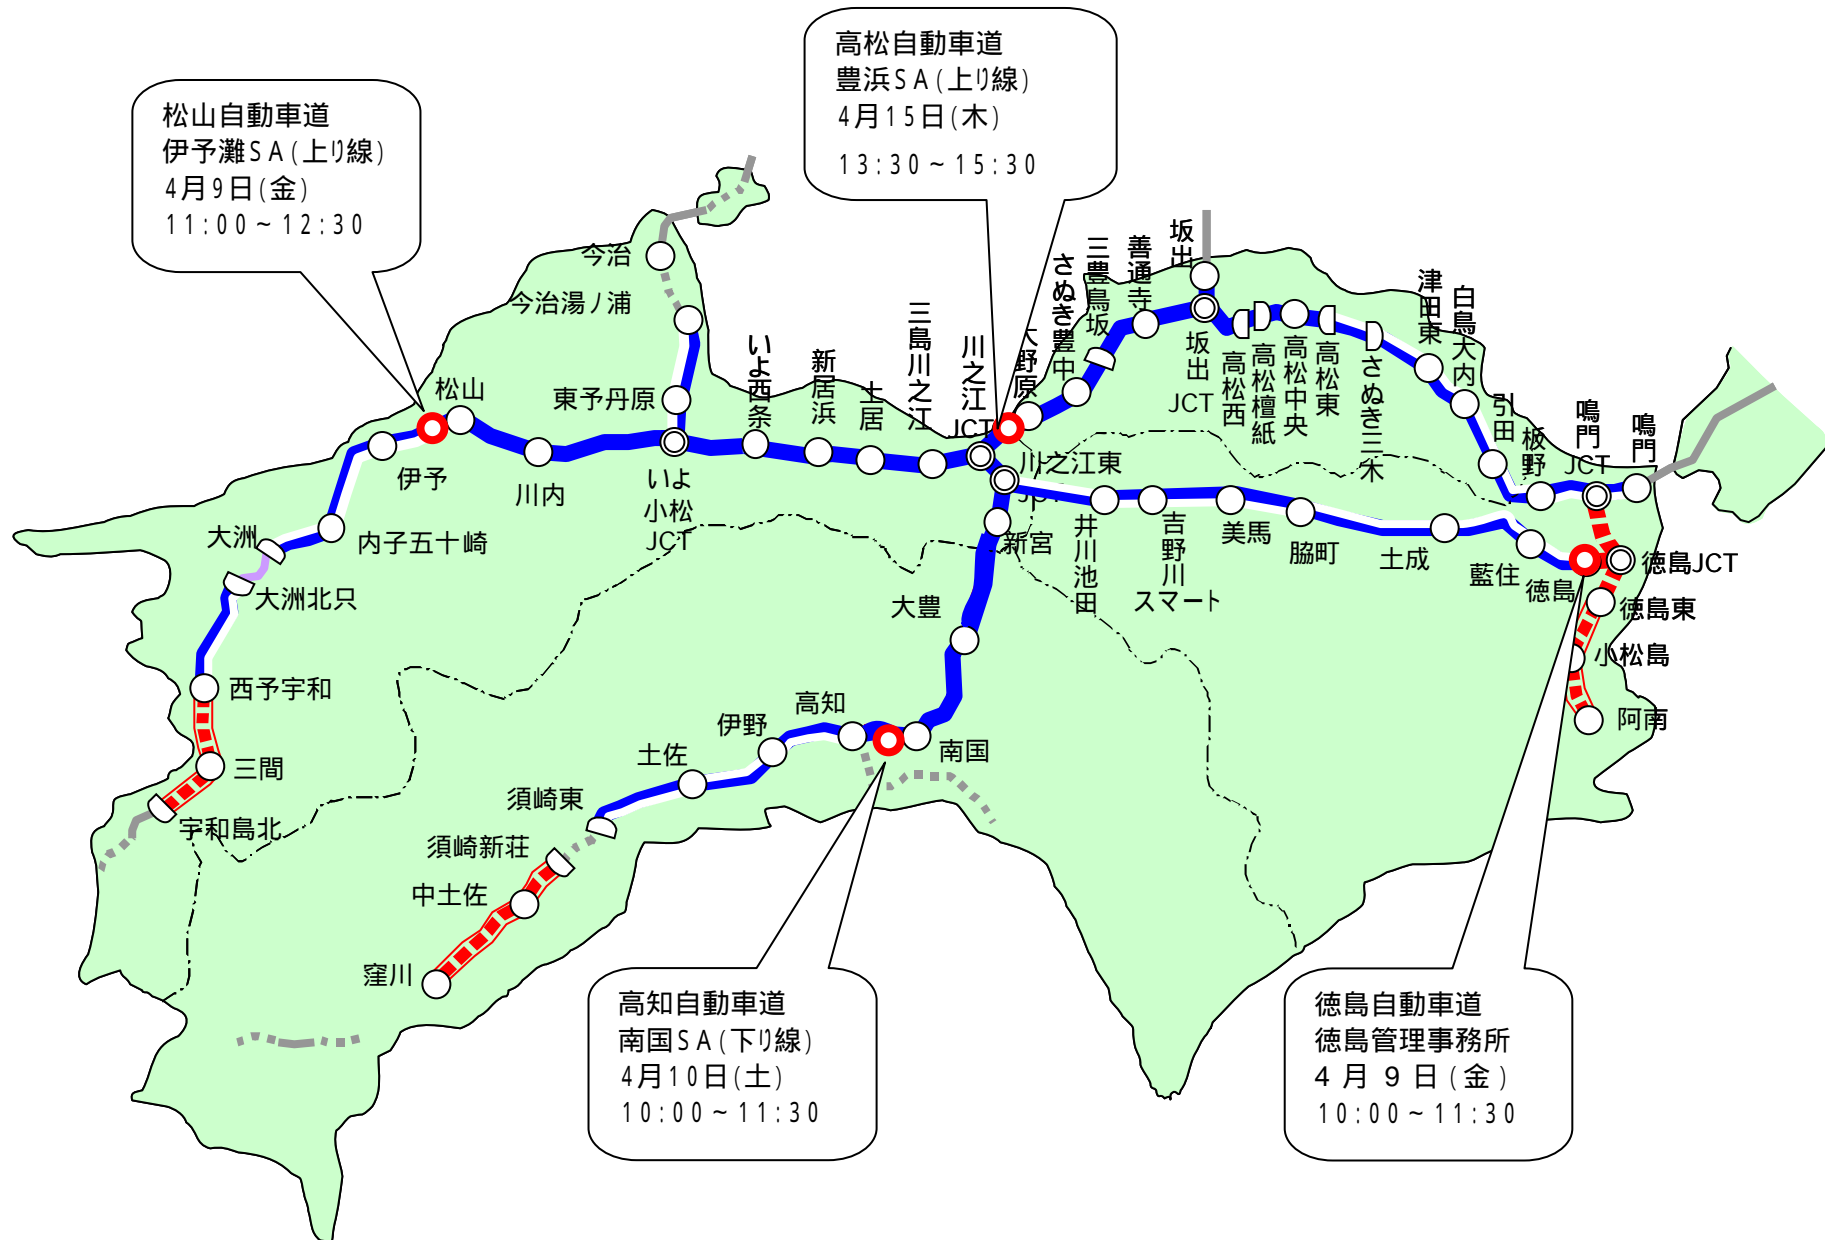 高松自動車道
豊浜SA(上り線)
4月15日(木)
13:30～15:30
松山自動車道
伊予灘SA(上り線)
4月9日(金)
11:00～12:30
今治
今治湯ノ浦
東予丹原
松山
伊予
川内
いよ小松JCT
いよ西条
新居浜
土居
三島川之江
川之江JCT
大野原
さぬき豊中
三豊鳥坂
善通寺
坂出
坂出JCT
高松西
高松檀紙
高松中央
高松東
さぬき三木
津田東
白鳥大内
引田
板野
鳴門JCT
鳴門
川之江東JCT
新宮
井川池田
吉野川スマート
美馬
脇町
土成
藍住
徳島
徳島JCT
徳島東
小松島
阿南
大洲
内子五十崎
大洲北只
西予宇和
三間
宇和島北
大豊
南国
高知
伊野
土佐
須崎東
須崎新荘
中土佐
窪川
高知自動車道
南国SA(下り線)
4月10日(土)
10:00～11:30
徳島自動車道
徳島管理事務所
4月9日(金)
10:00～11:30